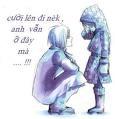 cười lên đi nèk ,
anh vẫn
ở đây
mà
.... !!!